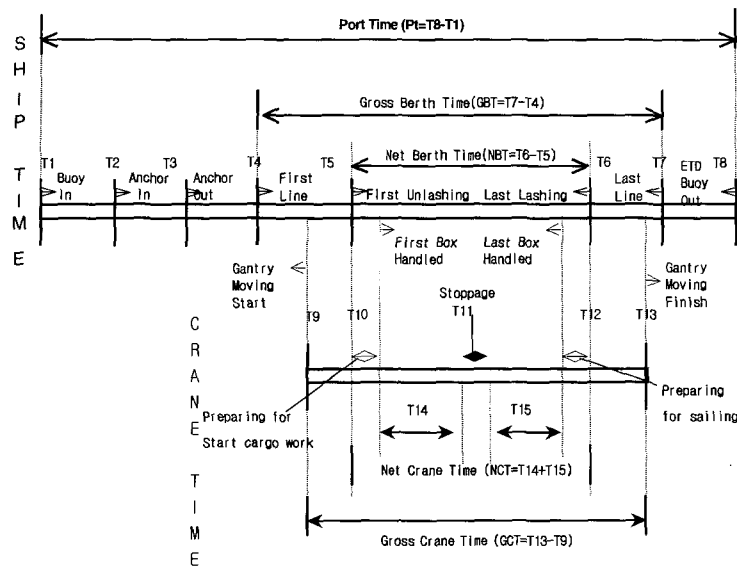 Port Time (Pt=T8-T1)
SHIP TIME
Gross Berth Time(GBT=T7-T4)
T1 T2 T3 T4 T5 Net Berth Time(NBT=T6-T5) T6 T7 ETD T8
Buoy In
Anchor In
Anchor Out
First Line
First Unlashing
Last Lashing
Last Line
Buoy Out
First Box Handled
Last Box Handled
Gantry Moving Start
Stoppage
Gantry Moving Finish
T9 T10 T11 T12 T13
CRANE TIME
Preparing for
Start cargo work
T14 T15
Preparing
for sailing
Net Crane Time (NCT=T14+T15)
Gross Crane Time (GCT=T13-T9)